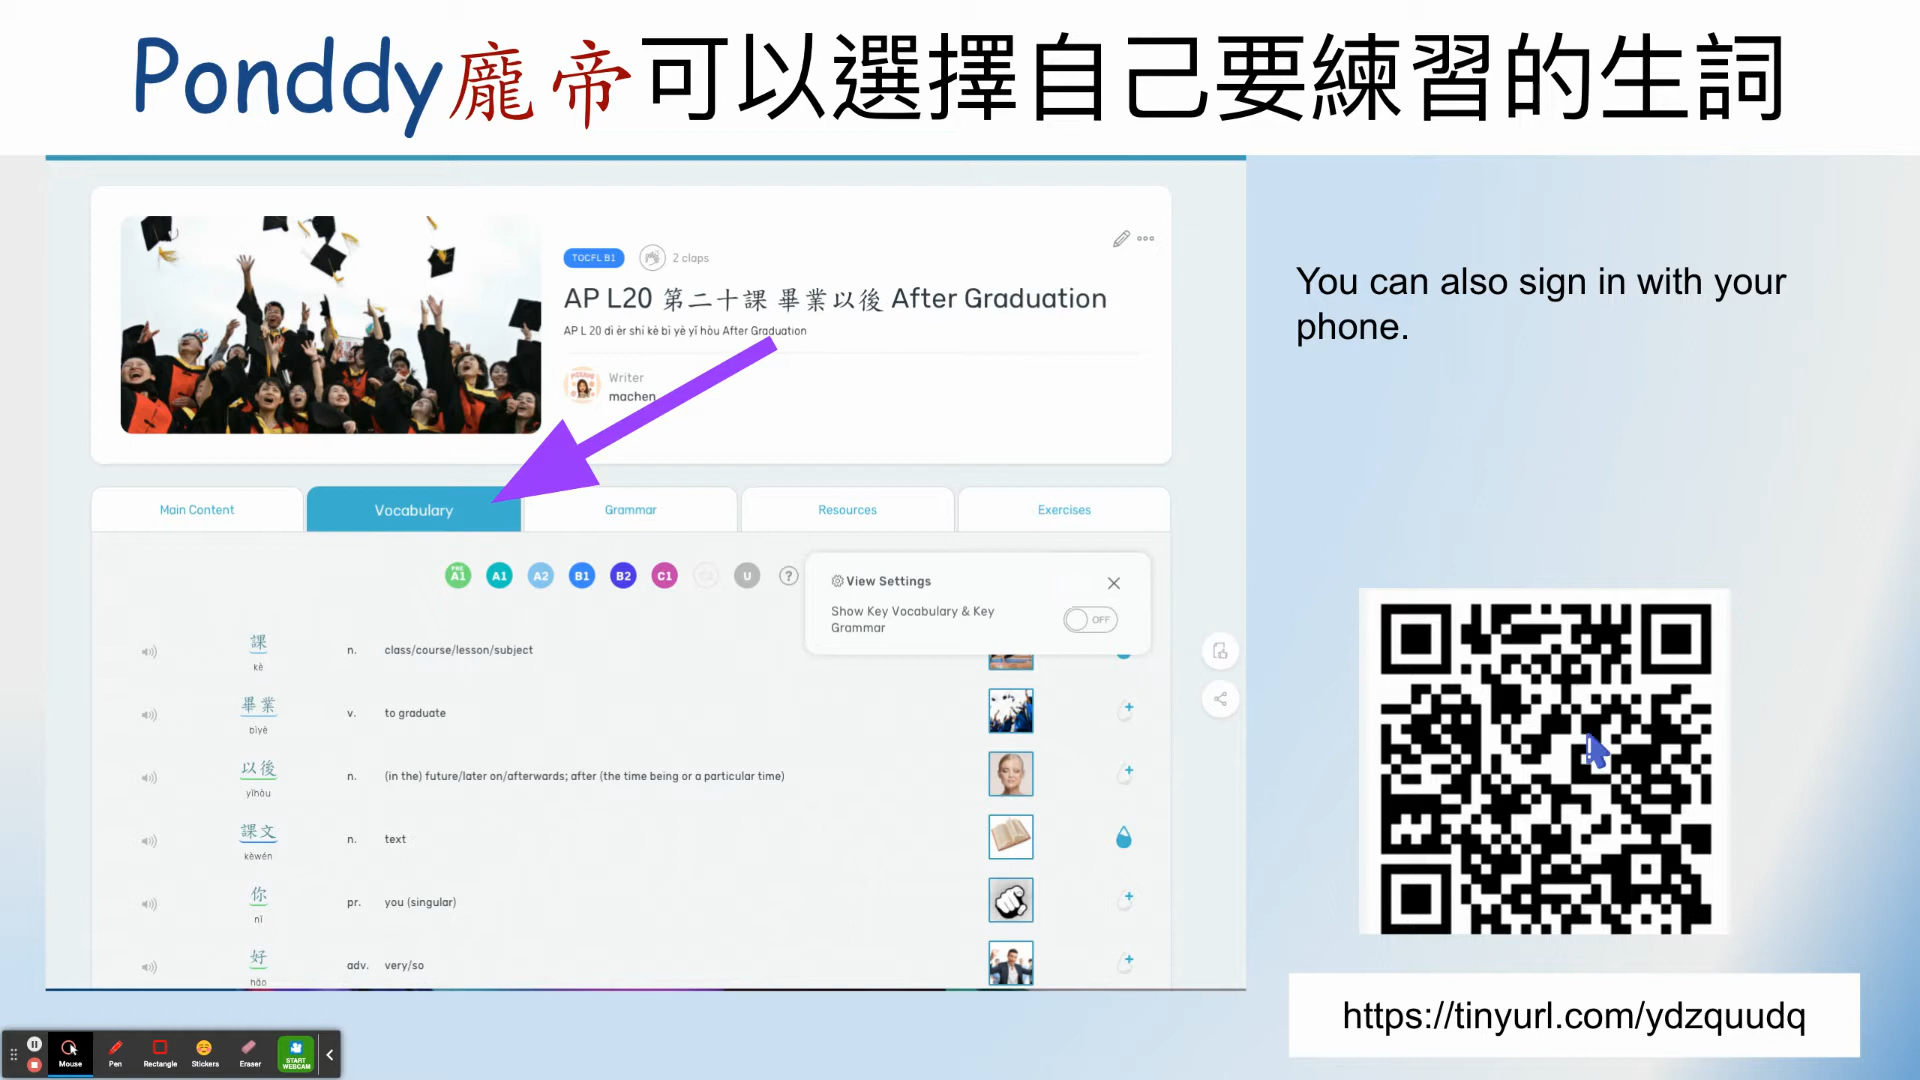 Ponddy龐帝可以選擇自己要練習的生詞
TOCFL B1
2 claps
AP L20 第二十課 畢業以後 After Graduation
AP L 20 dì èr shí kè bì yè yǐ hòu After Graduation
Writer
machen
You can also sign in with your
phone.
Main Content
Vocabulary
Grammar
Resources
Exercises
PRE A1
A1
A2
B1
B2
C1
U
?
View Settings
Show Key Vocabulary & Key
Grammar
OFF
課
n.
class/course/lesson/subject
kè
畢業
v.
to graduate
bìyè
以後
n.
(in the) future/later on/afterwards; after (the time being or a particular time)
yǐhòu
課文
n.
text
kèwén
你
pr.
you (singular)
nǐ
好
adv.
very/so
hǎo
https://tinyurl.com/ydzquudq
Mouse
Pen
Rectangle
Stickers
Eraser
START
WEBCAM